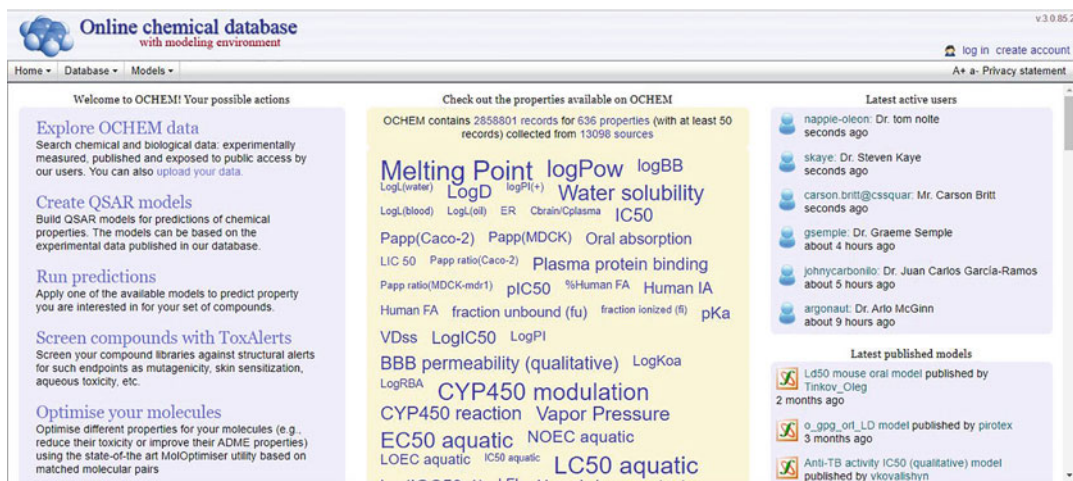 Online chemical database
with modeling environment
v.3.0.85.2
log in create account
Home Database Models
A+ a- Privacy statement
Welcome to OCHEM! Your possible actions
Explore OCHEM data
Search chemical and biological data: experimentally
measured, published and exposed to public access by
our users. You can also upload your data.
Create QSAR models
Build QSAR models for predictions of chemical
properties. The models can be based on the
experimental data published in our database.
Run predictions
Apply one of the available models to predict property
you are interested in for your set of compounds.
Screen compounds with ToxAlerts
Screen your compound libraries against structural alerts
for such endpoints as mutagenicity, skin sensitization,
aqueous toxicity, etc.
Optimise your molecules
Optimise different properties for your molecules (e.g.,
reduce their toxicity or improve their ADME properties)
using the state-of-the art MolOptimiser utility based on
matched molecular pairs
Check out the properties available on OCHEM
OCHEM contains 2858801 records for 636 properties (with at least 50
records) collected from 13098 sources
Melting Point logPow logBB
LogL(water) LogD logPI(+) Water solubility
LogL(blood) LogL(oil) ER Cbrain/Cplasma IC50
Papp(Caco-2) Papp(MDCK) Oral absorption
LIC 50 Papp ratio(Caco-2) Plasma protein binding
Papp ratio(MDCK-mdr1) pIC50 %Human FA Human IA
Human FA fraction unbound (fu) fraction ionized (fi) pKa
VDss LogIC50 LogPI
BBB permeability (qualitative) LogKoa
LogRBA CYP450 modulation
CYP450 reaction Vapor Pressure
EC50 aquatic NOEC aquatic
LOEC aquatic IC50 aquatic LC50 aquatic
Latest active users
nappie-oleon: Dr. tom nolte
seconds ago
skaye: Dr. Steven Kaye
seconds ago
carson.britt@cssquar: Mr. Carson Britt
seconds ago
gsemple: Dr. Graeme Semple
about 4 hours ago
johnycarbonilo: Dr. Juan Carlos García-Ramos
about 5 hours ago
argonaut: Dr. Arlo McGinn
about 9 hours ago
Latest published models
Ld50 mouse oral model published by
Tinkov_Oleg
2 months ago
o_gpg_orl_LD model published by pirotex
3 months ago
Anti-TB activity IC50 (qualitative) model
published by vkovalishyn